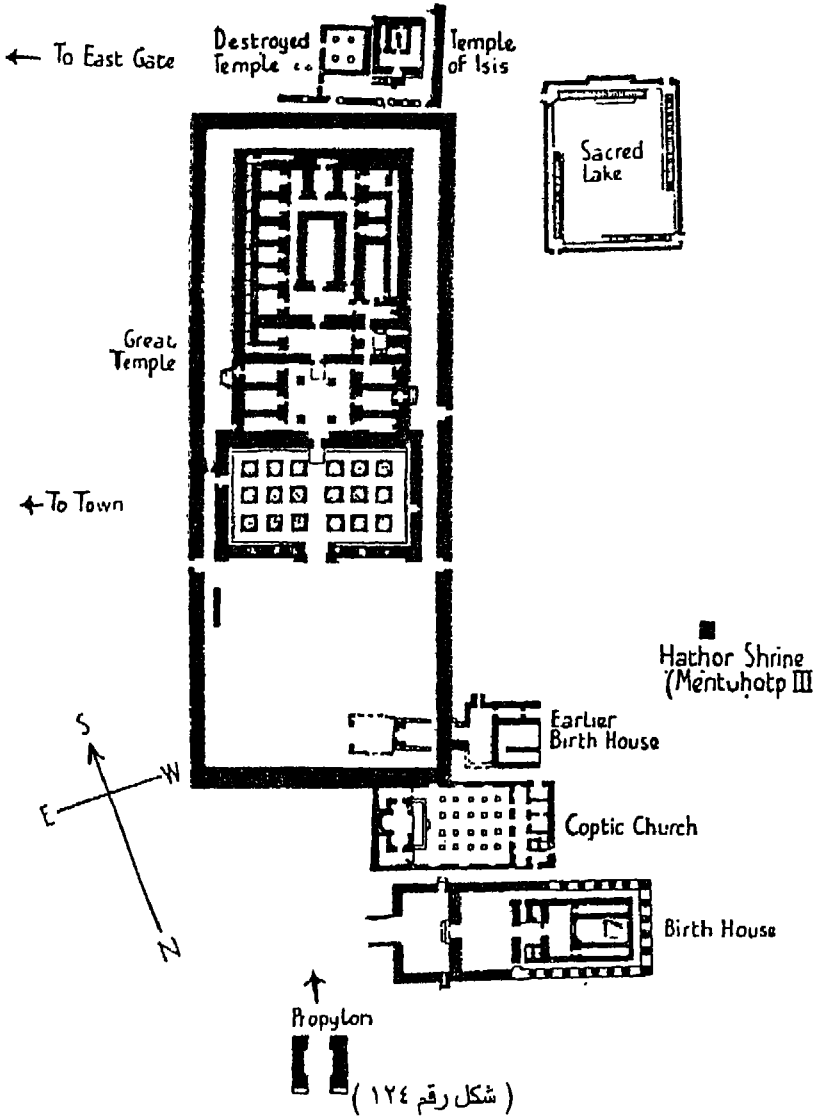 ← To East Gate
Destroyed
Temple
Temple
of Isis
Sacred
Lake
Great
Temple
← To Town
Hathor Shrine
(Mentuhotp III
Earlier
Birth House
S
W
E
N
Coptic Church
Birth House
Propylon
( شكل رقم ١٢٤ )